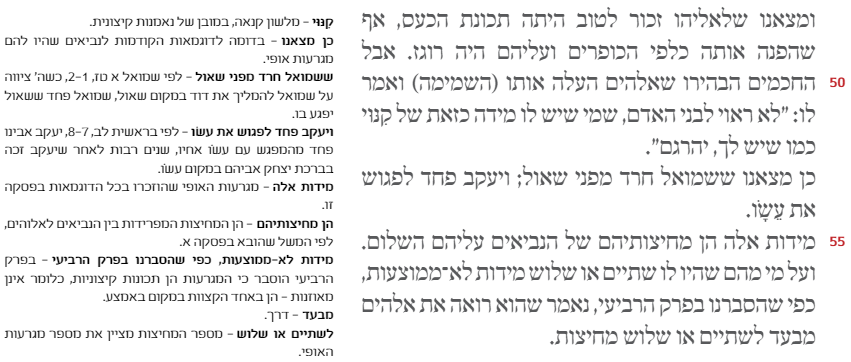 ומצאנו שלאליהו זכור לטוב היתה תכונת הכעס, אף
שהפנה אותה כלפי הכופרים ועליהם היה רוגז. אבל
50 החכמים הבהירו שאלהים העלה אותו (השמימה) ואמר
לו: "לא ראוי לבני האדם, שמי שיש לו מידה כזאת של קִנּוּי
כמו שיש לך, יהרגם".
כן מצאנו ששמואל חרד מפני שאול; ויעקב פחד לפגוש
את עֵשָׂו.
55 מידות אלה הן מחיצותיהם של הנביאים עליהם השלום.
ועל מי מהם שהיו לו שתיים או שלוש מידות לא־ממוצעות,
כפי שהסברנו בפרק הרביעי, נאמר שהוא רואה את אלהים
מבעד לשתיים או שלוש מחיצות.
קִנּוּי – מלשון קנאה, במובן של נאמנות קיצונית.
כן מצאנו – בדומה לדוגמאות הקודמות לנביאים שהיו להם
מגרעות אופי.
ששמואל חרד מפני שאול – לפי שמואל א טז, 1–2, כשה' ציווה
על שמואל להמליך את דוד במקום שאול, שמואל פחד ששאול
יפגע בו.
ויעקב פחד לפגוש את עשׂו – לפי בראשית לב, 7–8, יעקב אבינו
פחד מהמפגש עם עשׂו אחיו, שנים רבות לאחר שיעקב זכה
בברכת יצחק אביהם במקום עשׂו.
מידות אלה – מגרעות האופי שהוזכרו בכל הדוגמאות בפסקה
זו.
הן מחיצותיהם – הן המחיצות המפרידות בין הנביאים לאלוהים,
לפי המשל שהובא בפסקה א.
מידות לא–ממוצעות, כפי שהסברנו בפרק הרביעי – בפרק
הרביעי הוסבר כי המגרעות הן תכונות קיצוניות, כלומר אינן
מאוזנות – הן באחד הקצוות במקום באמצע.
מבעד – דרך.
לשתיים או שלוש – מספר המחיצות מציין את מספר מגרעות
האופי.